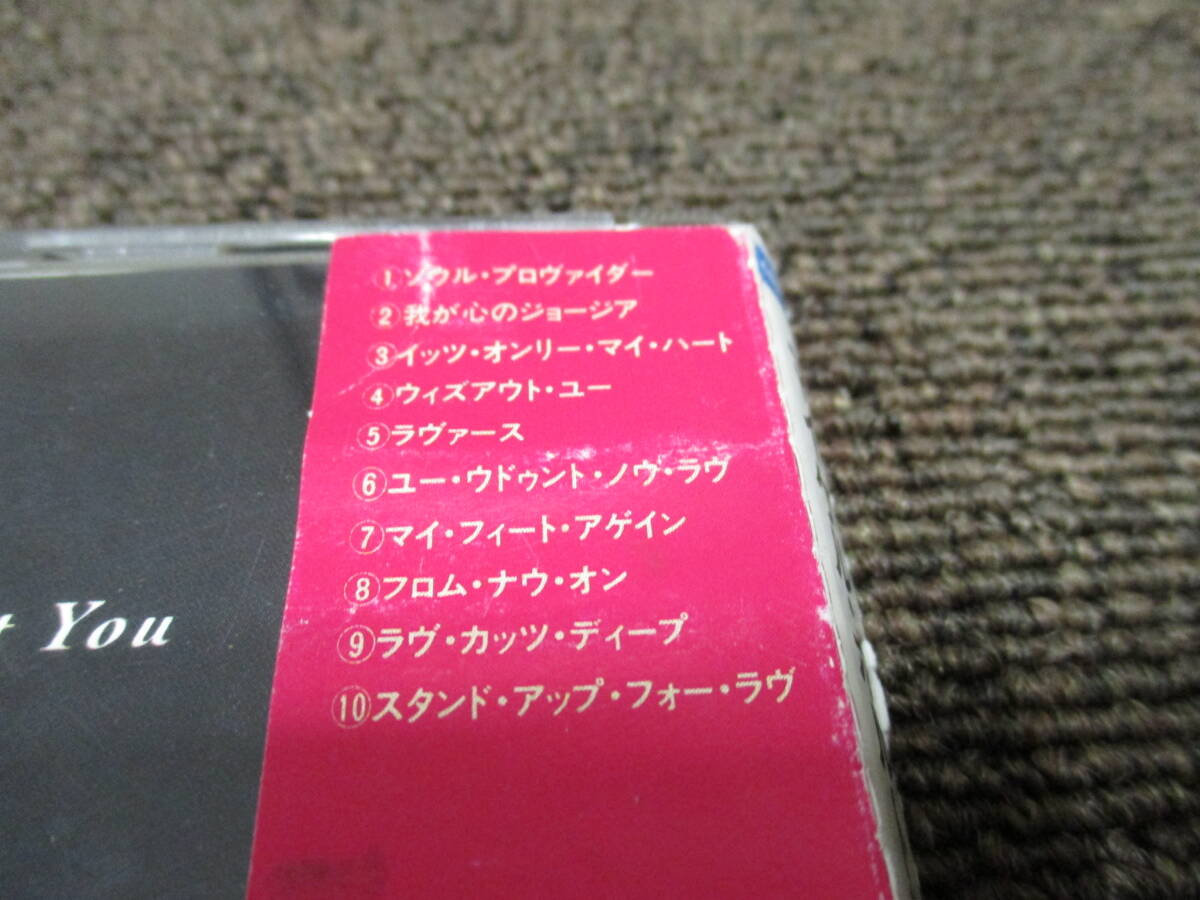 ①ソウル・プロヴァイダー
②我が心のジョージア
③イッツ・オンリー・マイ・ハート
④ウィズアウト・ユー
⑤ラヴァース
⑥ユー・ウドゥント・ノウ・ラヴ
⑦マイ・フィート・アゲイン
⑧フロム・ナウ・オン
⑨ラヴ・カッツ・ディープ
⑩スタンド・アップ・フォー・ラヴ
You